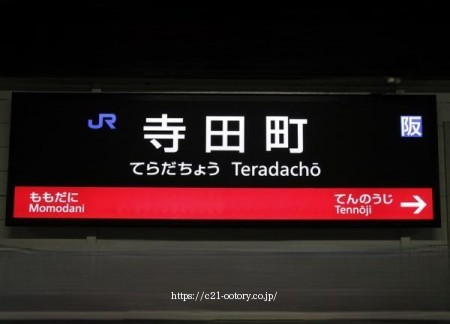 JR 寺田町 阪
てらだちょう Teradachō
ももだに てんのうじ
Momodani Tennōji →
https://c21-ootory.co.jp/